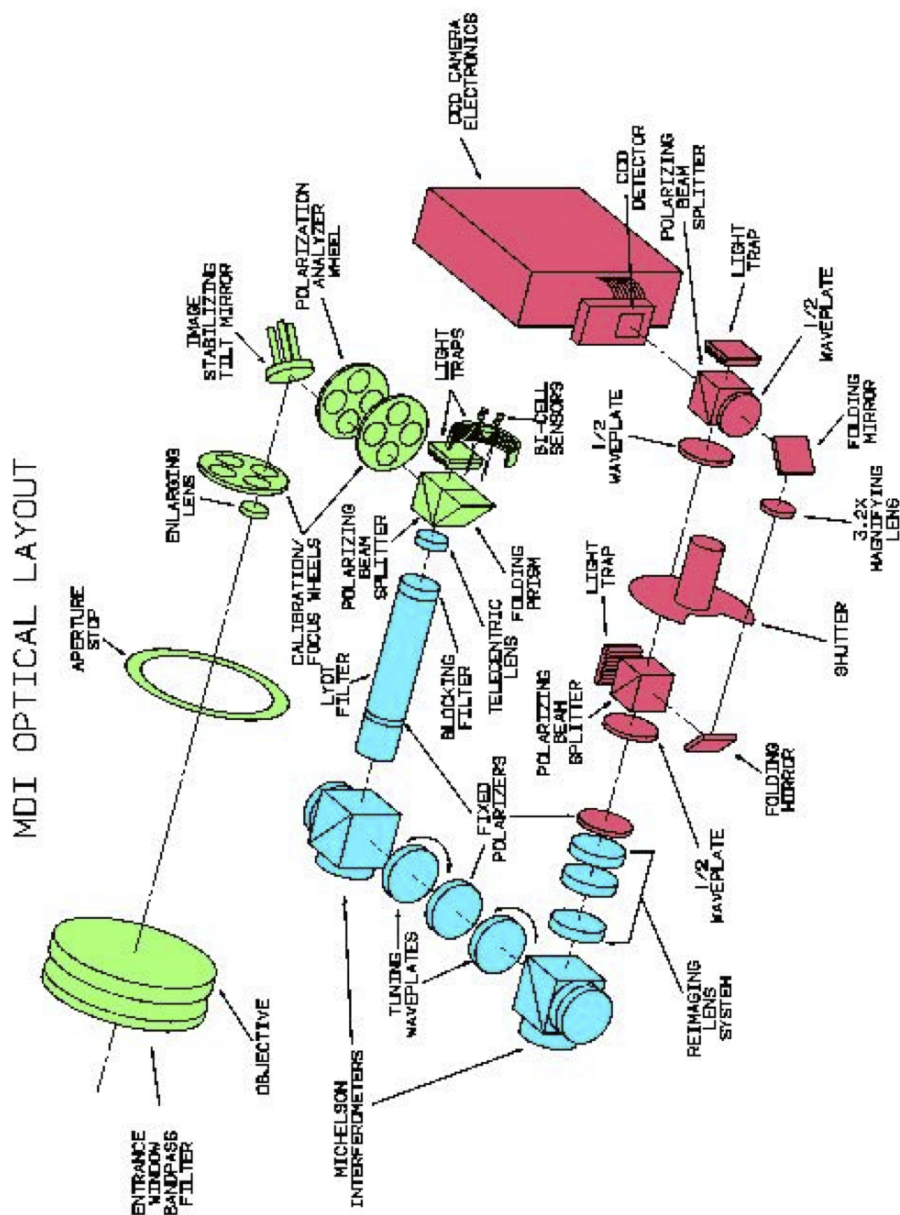 MDI OPTICAL LAYOUT
ENTRANCE
WINDOW
BANDPASS
FILTER
OBJECTIVE
APERTURE
STOP
ENLARGING
LENS
IMAGE
STABILIZING
TILT MIRROR
CALIBRATION/
FOCUS WHEELS
POLARIZATION
ANALYZER
WHEEL
LIGHT
TRAPS
BI-CELL
SENSORS
POLARIZING
BEAM
SPLITTER
FOLDING
PRISM
TELECENTRIC
LENS
BLOCKING
FILTER
LYOT
FILTER
MICHELSON
INTERFEROMETERS
TUNING
WAVEPLATES
FIXED
POLARIZERS
REIMAGING
LENS
SYSTEM
1/2
WAVEPLATE
POLARIZING
BEAM
SPLITTER
LIGHT
TRAP
FOLDING
MIRROR
SHUTTER
3.2X
MAGNIFYING
LENS
FOLDING
MIRROR
1/2
WAVEPLATE
1/2
WAVEPLATE
LIGHT
TRAP
POLARIZING
BEAM
SPLITTER
CCD
DETECTOR
CCD CAMERA
ELECTRONICS